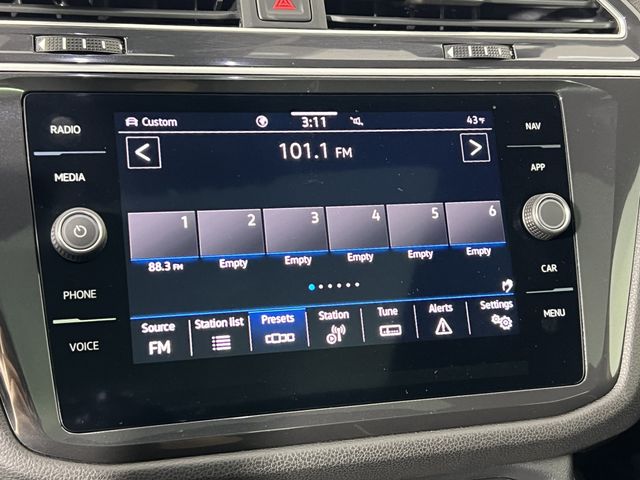 RADIO
MEDIA
PHONE
VOICE
Custom 3:11 43°F
101.1 FM
< >
1 2 3 4 5 6
88.3 FM Empty Empty Empty Empty Empty
Source Station list Presets Station Tune Alerts Settings
FM
NAV
APP
CAR
MENU